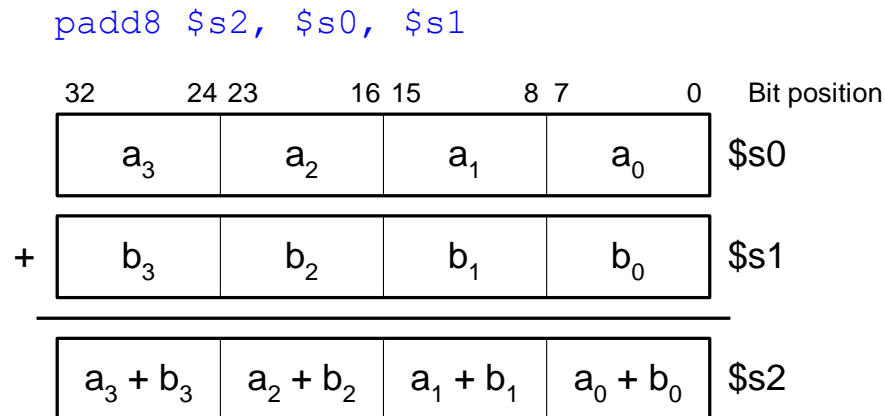 padd8 $s2, $s0, $s1
32 24 23 16 15 8 7 0 Bit position
a₃ a₂ a₁ a₀ $s0
+ b₃ b₂ b₁ b₀ $s1
a₃ + b₃ a₂ + b₂ a₁ + b₁ a₀ + b₀ $s2